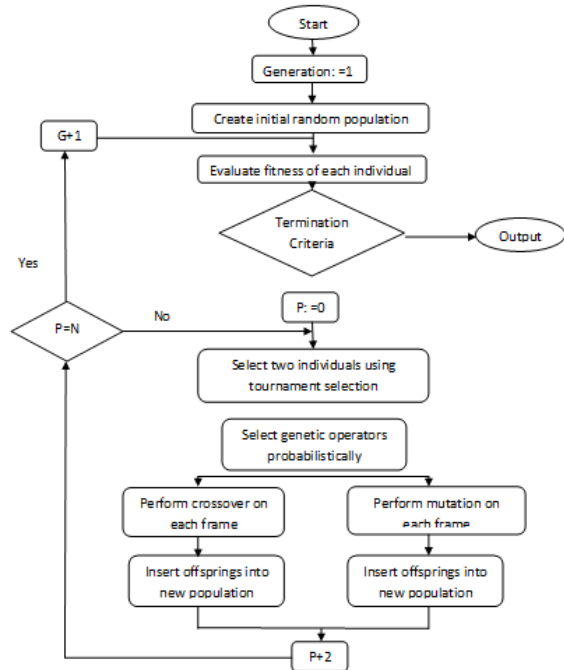 Start
Generation: =1
Create initial random population
G+1
Evaluate fitness of each individual
Termination
Criteria
Output
Yes
P: =0
P=N
No
Select two individuals using
tournament selection
Select genetic operators
probabilistically
Perform crossover on
each frame
Perform mutation on
each frame
Insert offsprings into
new population
Insert offsprings into
new population
P+2